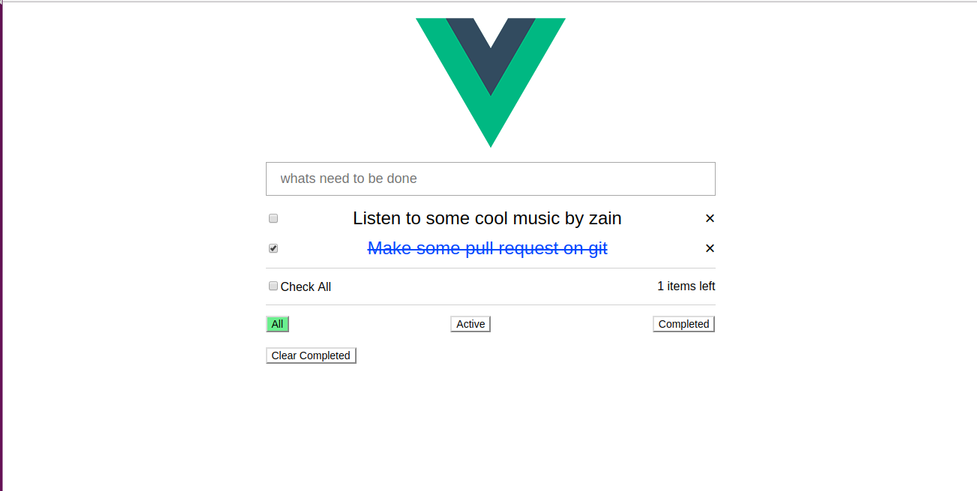 whats need to be done
Listen to some cool music by zain ×
Make some pull request on git ×
Check All 1 items left
All Active Completed
Clear Completed